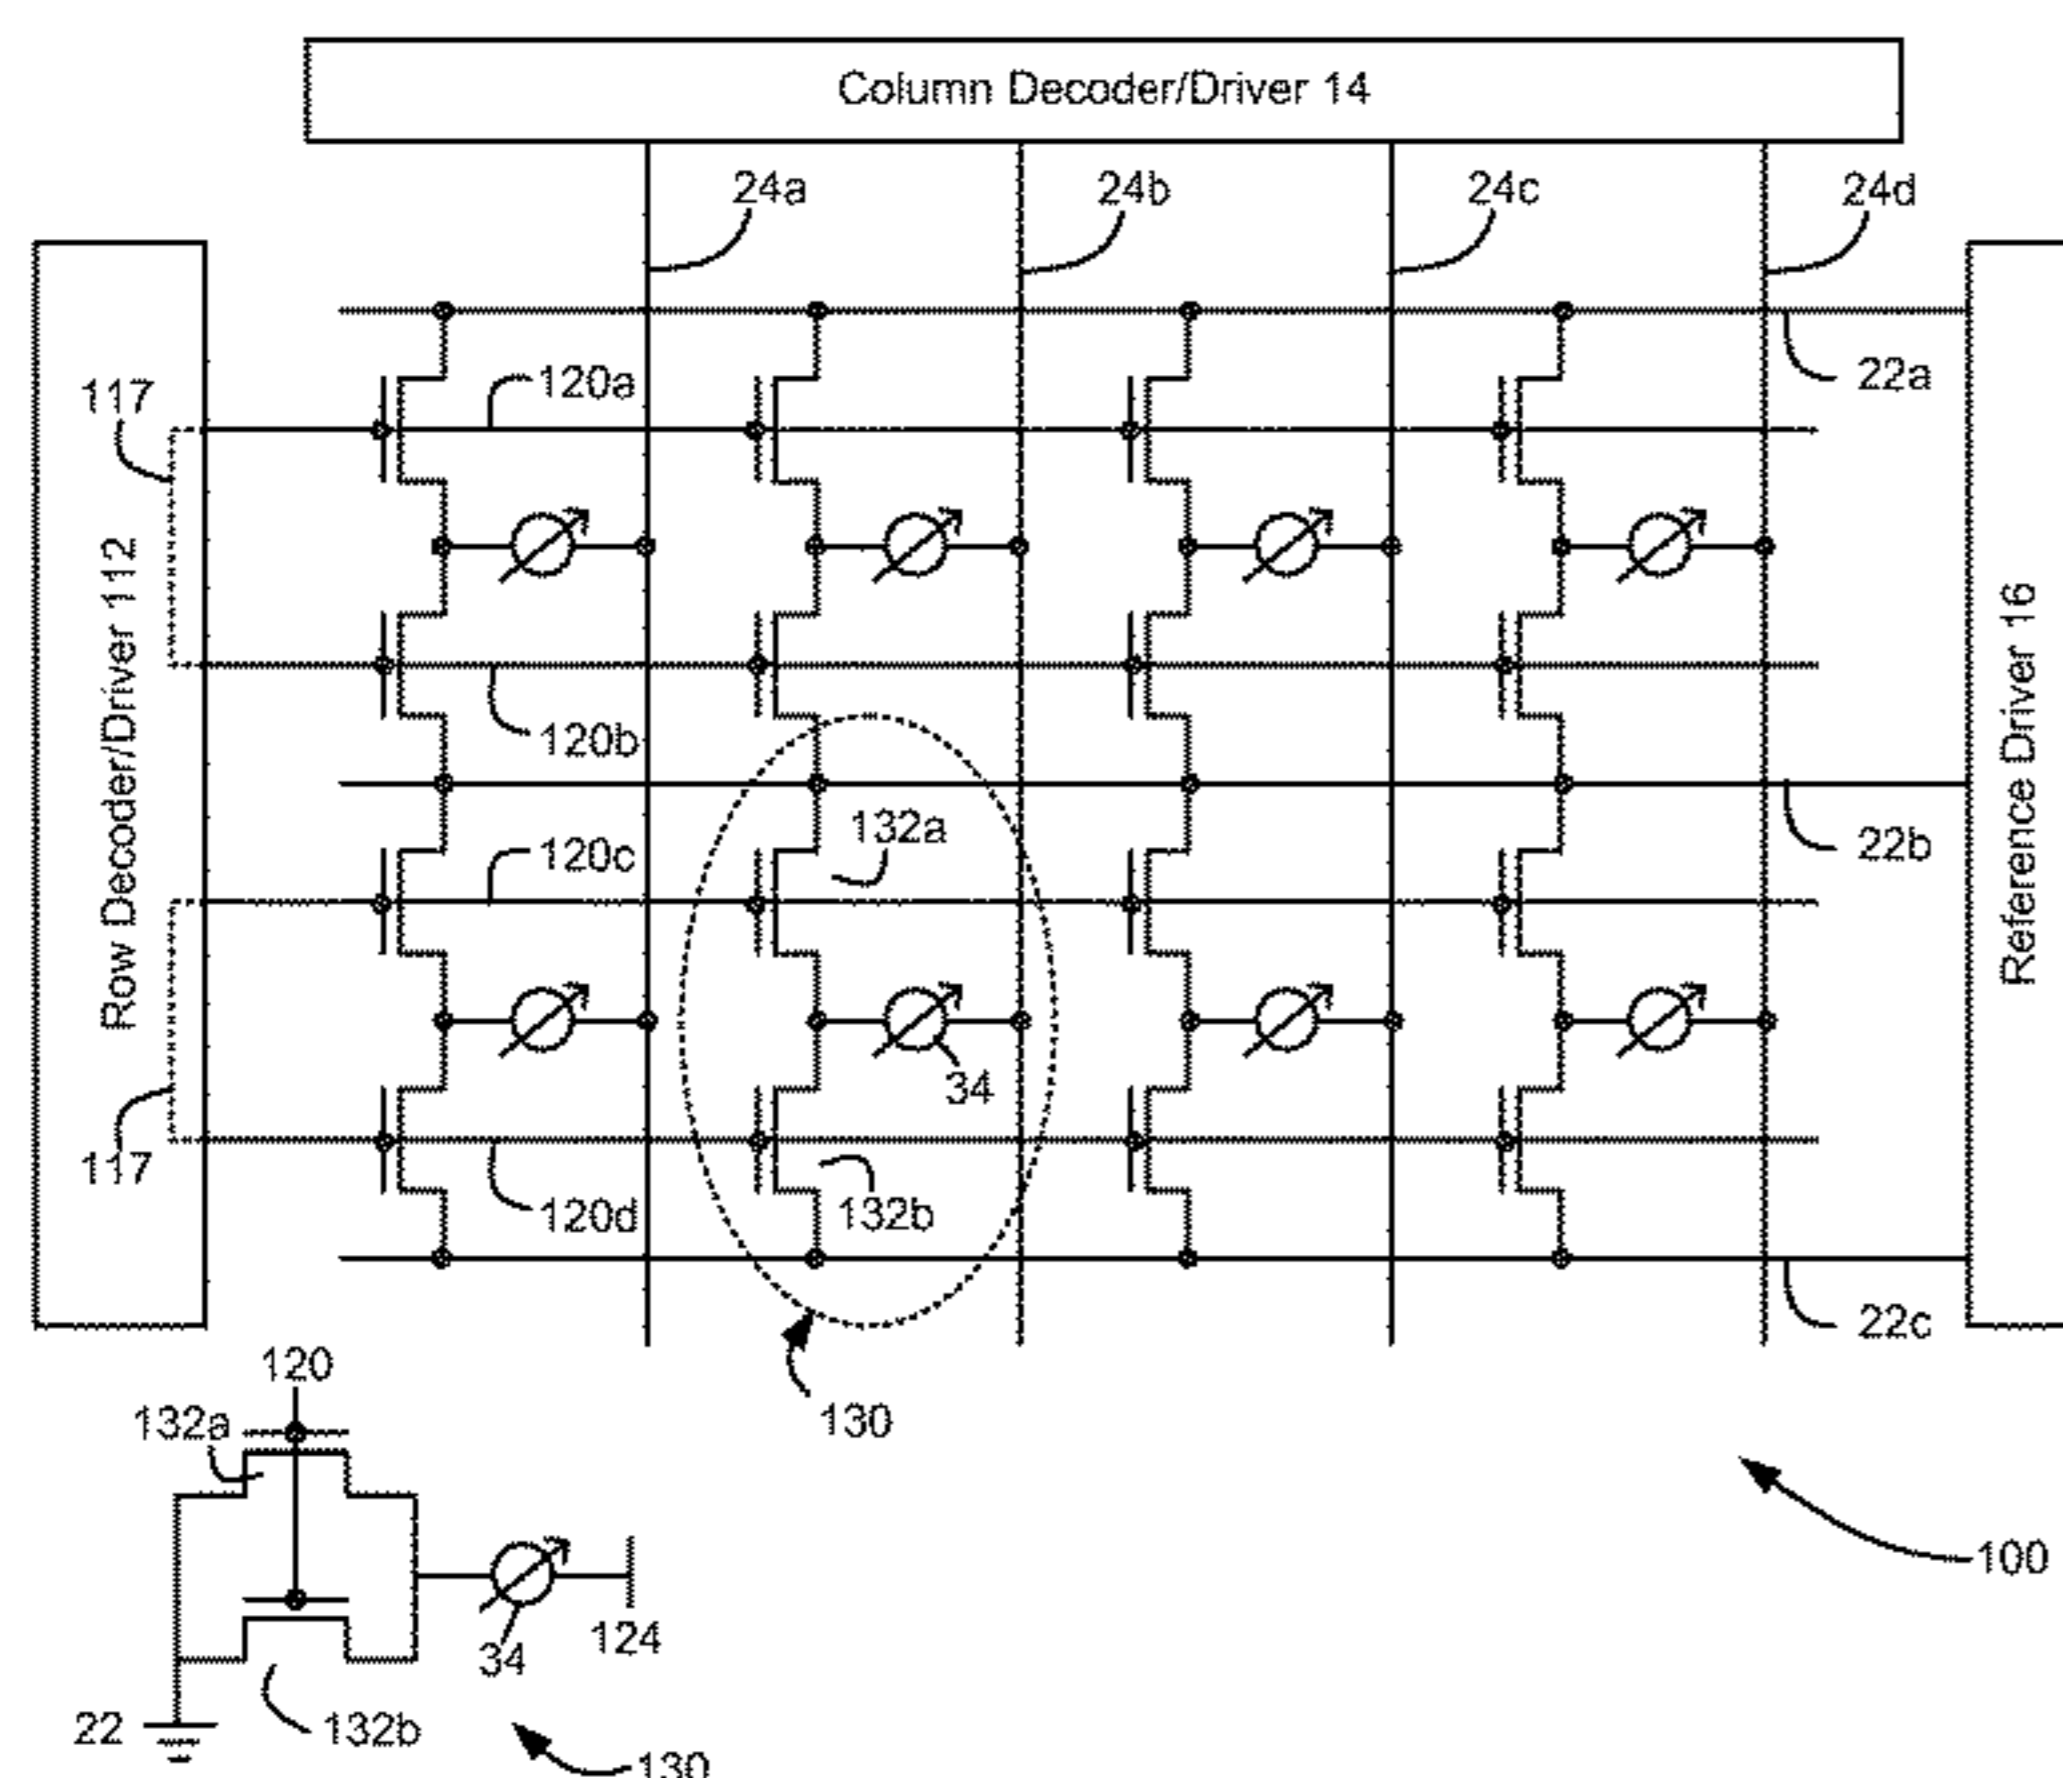 Column Decoder/Driver 14
24a
24b
24c
24d
117
120a
22a
Row Decoder/Driver 112
Reference Driver 16
120b
132a
120c
22b
34
117
120d
132b
22c
130
120
132a
100
34
124
22
132b
130